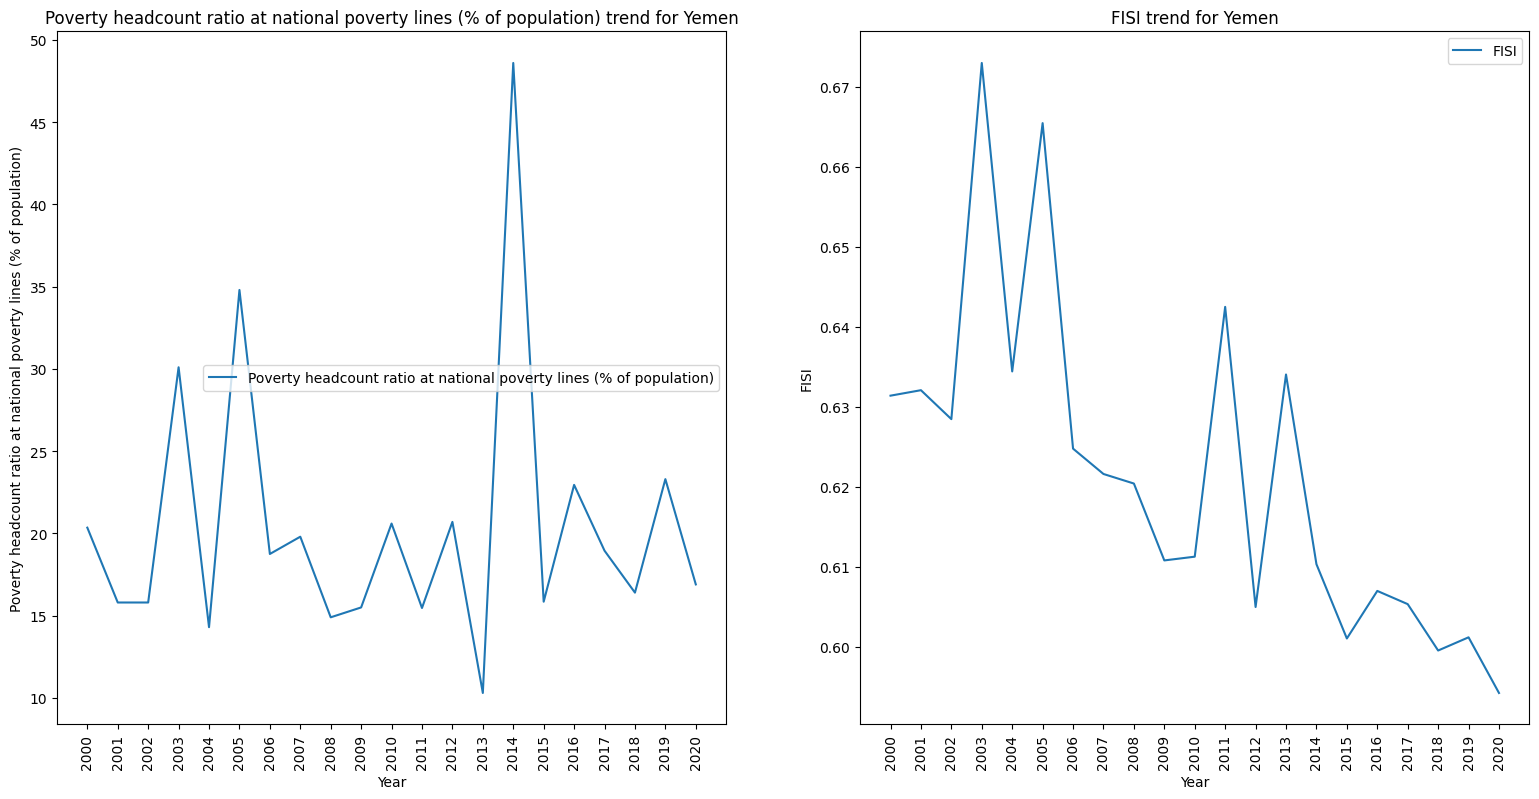 Poverty headcount ratio at national poverty lines (% of population) trend for Yemen
Poverty headcount ratio at national poverty lines (% of population)
50
45
40
35
30
25
20
15
10
Poverty headcount ratio at national poverty lines (% of population)
2000 2001 2002 2003 2004 2005 2006 2007 2008 2009 2010 2011 2012 2013 2014 2015 2016 2017 2018 2019 2020
Year
FISI trend for Yemen
FISI
FISI
0.67
0.66
0.65
0.64
0.63
0.62
0.61
0.60
2000 2001 2002 2003 2004 2005 2006 2007 2008 2009 2010 2011 2012 2013 2014 2015 2016 2017 2018 2019 2020
Year